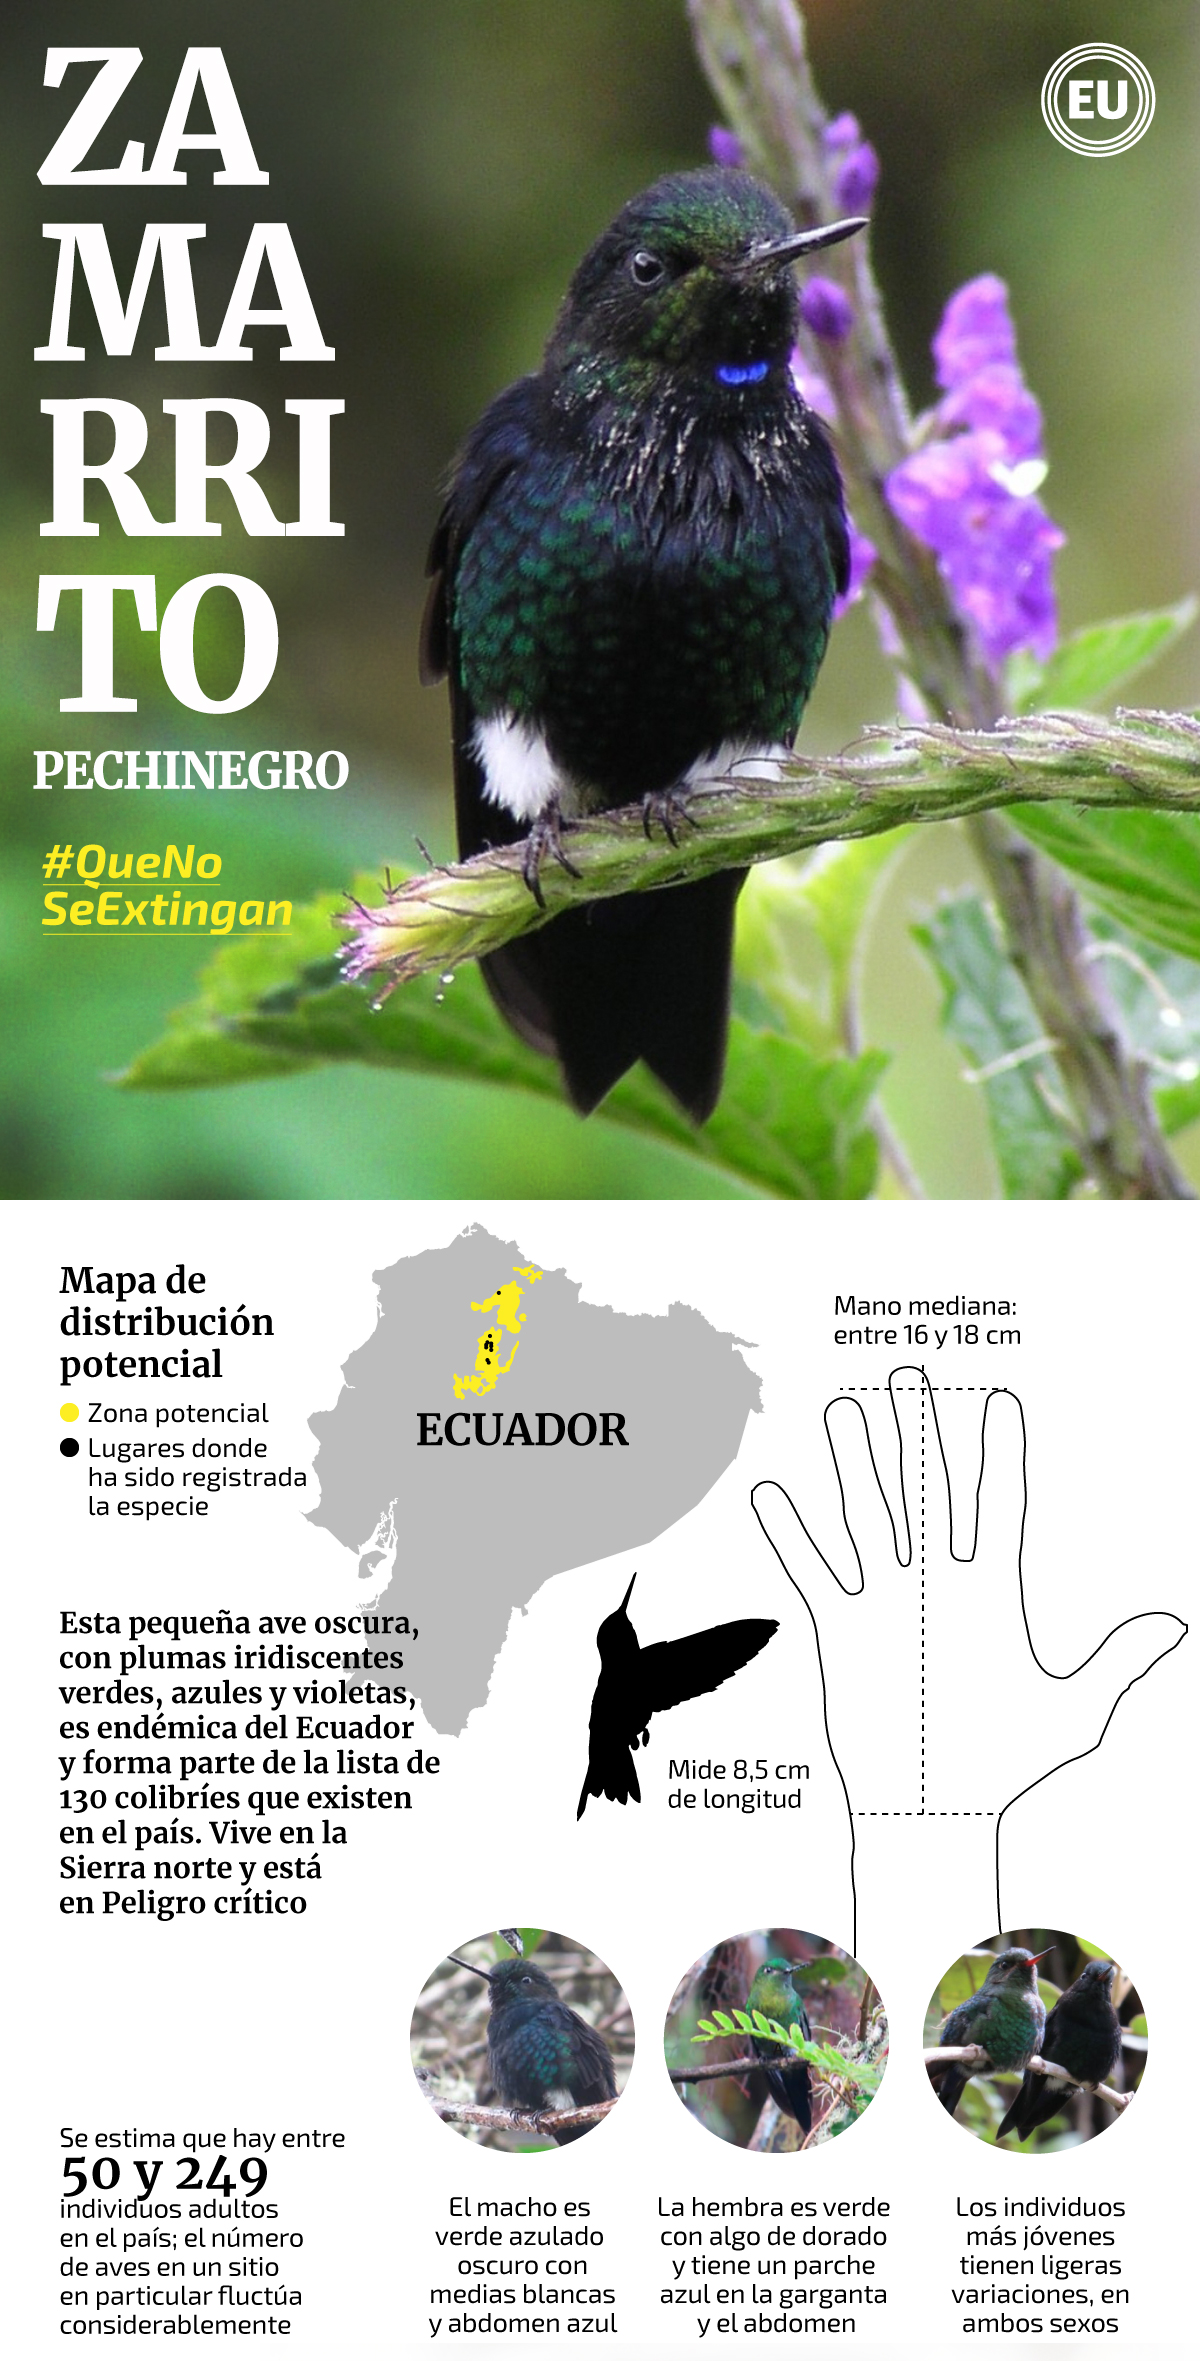 ZA
MA
RRI
TO
PECHINEGRO
#QueNo
SeExtingan
EU
Mapa de
distribución
potencial
Zona potencial
Lugares donde
ha sido registrada
la especie
ECUADOR
Mano mediana:
entre 16 y 18 cm
Esta pequeña ave oscura,
con plumas iridiscentes
verdes, azules y violetas,
es endémica del Ecuador
y forma parte de la lista de
130 colibríes que existen
en el país. Vive en la
Sierra norte y está
en Peligro crítico
Mide 8,5 cm
de longitud
Se estima que hay entre
50 y 249
individuos adultos
en el país; el número
de aves en un sitio
en particular fluctúa
considerablemente
El macho es
verde azulado
oscuro con
medias blancas
y abdomen azul
La hembra es verde
con algo de dorado
y tiene un parche
azul en la garganta
y el abdomen
Los individuos
más jóvenes
tienen ligeras
variaciones, en
ambos sexos